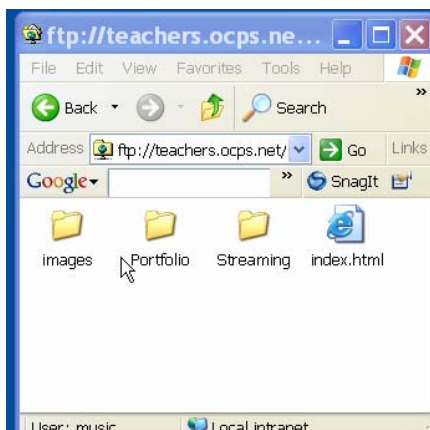 ftp://teachers.ocps.ne...
File Edit View Favorites Tools Help
Back Search »
Address ftp://teachers.ocps.net/ Go Links
Google » SnagIt
images Portfolio Streaming index.html
User: music Local intranet